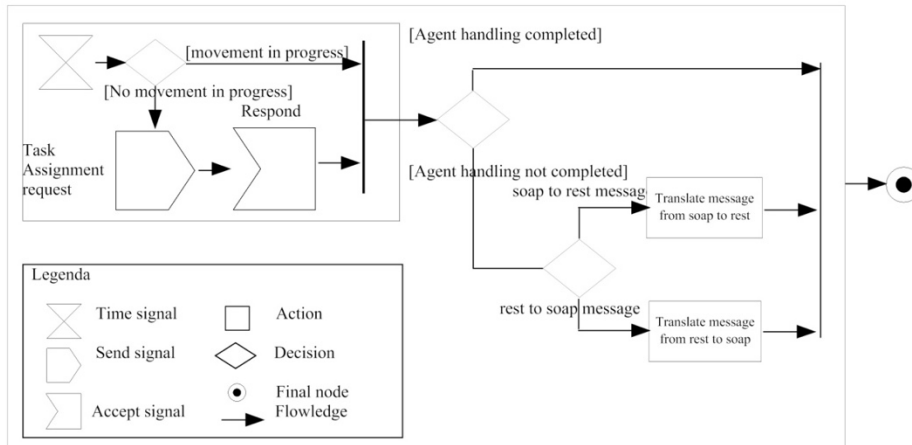 [Agent handling completed]
[movement in progress]
[No movement in progress]
Respond
Task
Assignment
request
[Agent handling not completed]
soap to rest message
Translate message
from soap to rest
rest to soap message
Translate message
from rest to soap
Legenda
Time signal
Action
Send signal
Decision
Final node
Accept signal
Flowledge